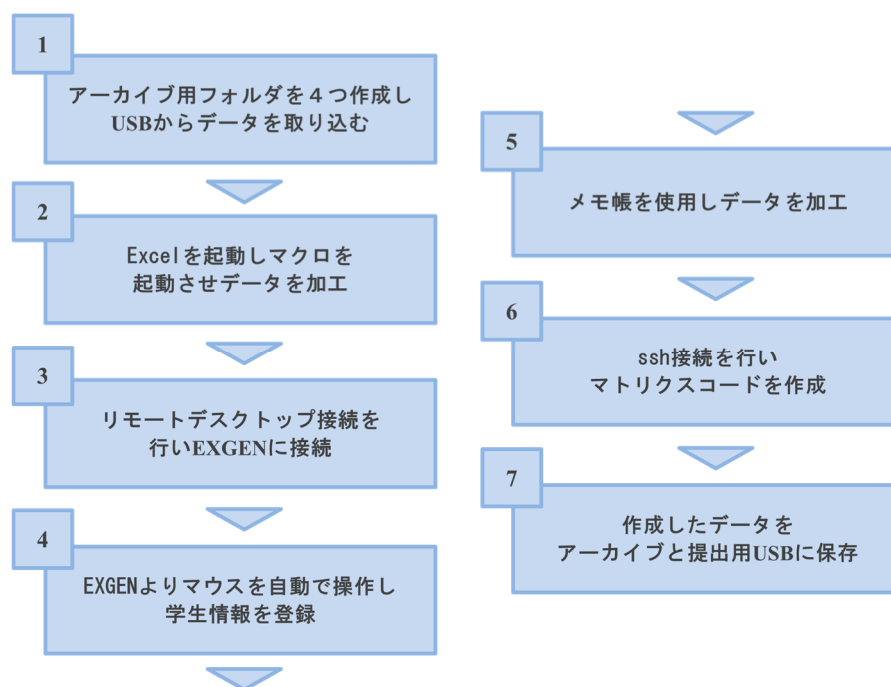 1
アーカイブ用フォルダを４つ作成し
USBからデータを取り込む
2
Excelを起動しマクロを
起動させデータを加工
3
リモートデスクトップ接続を
行いEXGENに接続
4
EXGENよりマウスを自動で操作し
学生情報を登録
5
メモ帳を使用しデータを加工
6
ssh接続を行い
マトリクスコードを作成
7
作成したデータを
アーカイブと提出用USBに保存